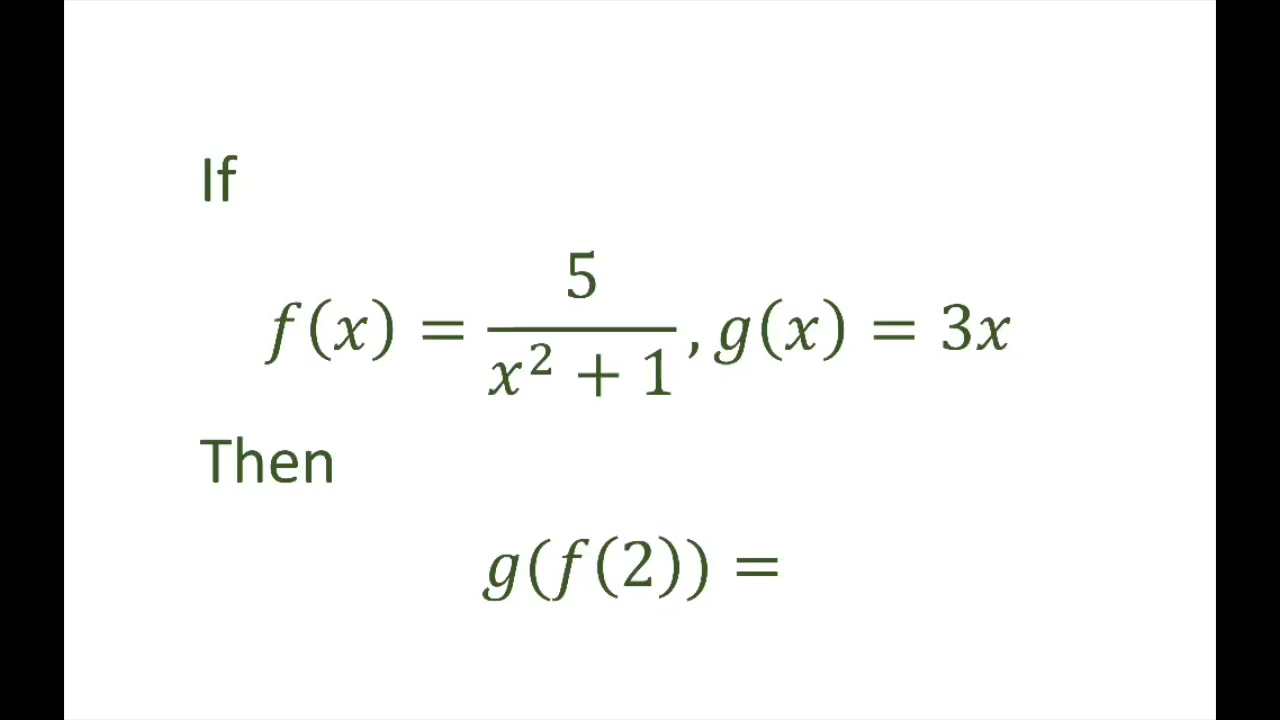 If
f(x) = 5/(x² + 1), g(x) = 3x
Then
g(f(2)) =